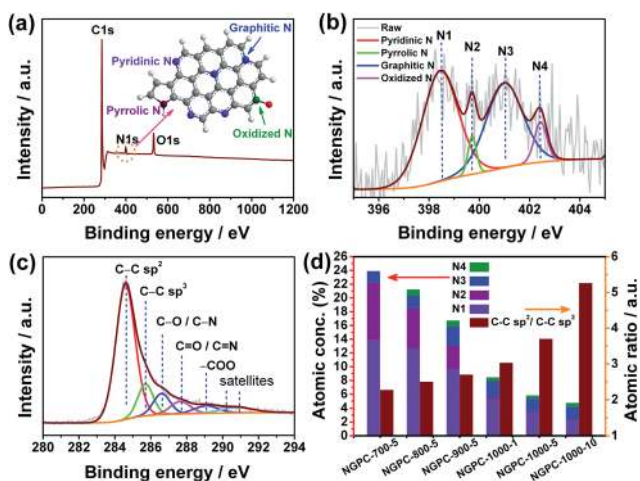 (a)
C1s
Graphitic N
Pyridinic N
Pyrrolic N
Oxidized N
N1s
O1s
Intensity / a.u.
0 200 400 600 800 1000 1200
Binding energy / eV
(b)
Raw
Pyridinic N
Pyrrolic N
Graphitic N
Oxidized N
N1
N2
N3
N4
Intensity / a.u.
396 398 400 402 404
Binding energy / eV
(c)
C–C sp²
C–C sp³
C–O / C–N
C=O / C=N
–COO
satellites
Intensity / a.u.
280 282 284 286 288 290 292 294
Binding energy / eV
(d)
26
24
22
20
18
16
14
12
10
8
6
4
2
0
Atomic conc. (%)
N4
N3
N2
N1
C-C sp²/ C-C sp³
6
5
4
3
2
1
Atomic ratio / a.u.
NGPC-700-5
NGPC-800-5
NGPC-900-5
NGPC-1000-1
NGPC-1000-5
NGPC-1000-10